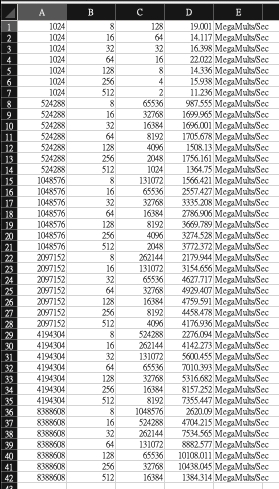 A B C D E
1 1024 8 128 19.001 MegaMults/Sec
2 1024 16 64 14.117 MegaMults/Sec
3 1024 32 32 16.398 MegaMults/Sec
4 1024 64 16 22.022 MegaMults/Sec
5 1024 128 8 14.336 MegaMults/Sec
6 1024 256 4 15.938 MegaMults/Sec
7 1024 512 2 11.236 MegaMults/Sec
8 524288 8 65536 987.555 MegaMults/Sec
9 524288 16 32768 1699.965 MegaMults/Sec
10 524288 32 16384 1696.001 MegaMults/Sec
11 524288 64 8192 1705.678 MegaMults/Sec
12 524288 128 4096 1508.13 MegaMults/Sec
13 524288 256 2048 1756.161 MegaMults/Sec
14 524288 512 1024 1364.75 MegaMults/Sec
15 1048576 8 131072 1566.421 MegaMults/Sec
16 1048576 16 65536 2557.427 MegaMults/Sec
17 1048576 32 32768 3335.208 MegaMults/Sec
18 1048576 64 16384 2786.906 MegaMults/Sec
19 1048576 128 8192 3669.789 MegaMults/Sec
20 1048576 256 4096 3274.528 MegaMults/Sec
21 1048576 512 2048 3772.372 MegaMults/Sec
22 2097152 8 262144 2179.944 MegaMults/Sec
23 2097152 16 131072 3154.656 MegaMults/Sec
24 2097152 32 65536 4627.717 MegaMults/Sec
25 2097152 64 32768 4929.407 MegaMults/Sec
26 2097152 128 16384 4759.591 MegaMults/Sec
27 2097152 256 8192 4458.478 MegaMults/Sec
28 2097152 512 4096 4176.936 MegaMults/Sec
29 4194304 8 524288 2276.094 MegaMults/Sec
30 4194304 16 262144 4142.273 MegaMults/Sec
31 4194304 32 131072 5600.455 MegaMults/Sec
32 4194304 64 65536 7010.393 MegaMults/Sec
33 4194304 128 32768 5316.682 MegaMults/Sec
34 4194304 256 16384 8157.252 MegaMults/Sec
35 4194304 512 8192 7355.447 MegaMults/Sec
36 8388608 8 1048576 2620.09 MegaMults/Sec
37 8388608 16 524288 4704.215 MegaMults/Sec
38 8388608 32 262144 7534.565 MegaMults/Sec
39 8388608 64 131072 8882.577 MegaMults/Sec
40 8388608 128 65536 10108.011 MegaMults/Sec
41 8388608 256 32768 10438.045 MegaMults/Sec
42 8388608 512 16384 1384.314 MegaMults/Sec